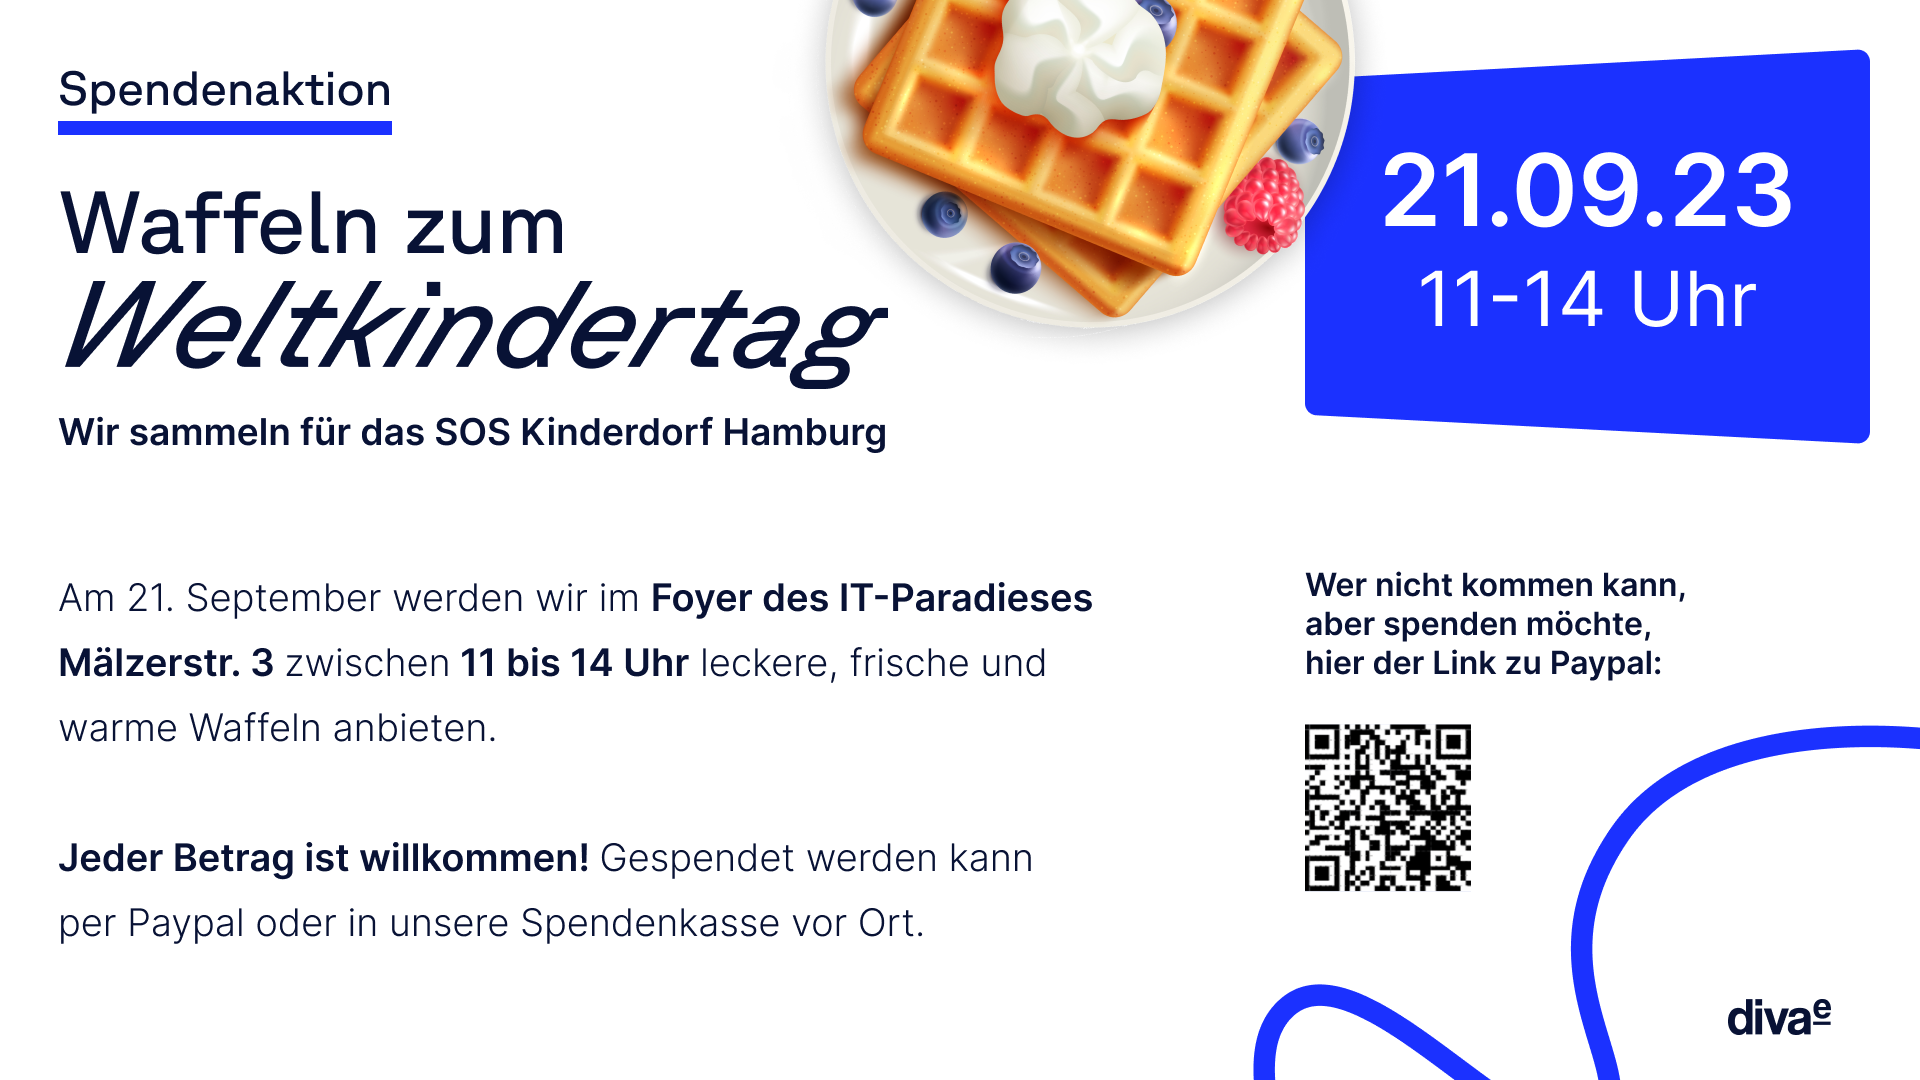 Spendenaktion
Waffeln zum
Weltkindertag
Wir sammeln für das SOS Kinderdorf Hamburg
21.09.23
11-14 Uhr
Am 21. September werden wir im Foyer des IT-Paradieses
Mälzerstr. 3 zwischen 11 bis 14 Uhr leckere, frische und
warme Waffeln anbieten.
Jeder Betrag ist willkommen! Gespendet werden kann
per Paypal oder in unsere Spendenkasse vor Ort.
Wer nicht kommen kann,
aber spenden möchte,
hier der Link zu Paypal:
divae